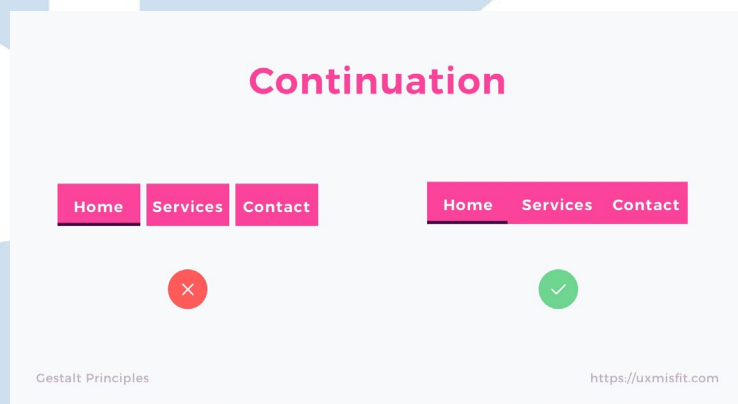 Continuation
Home Services Contact
Home Services Contact
Gestalt Principles
https://uxmisfit.com